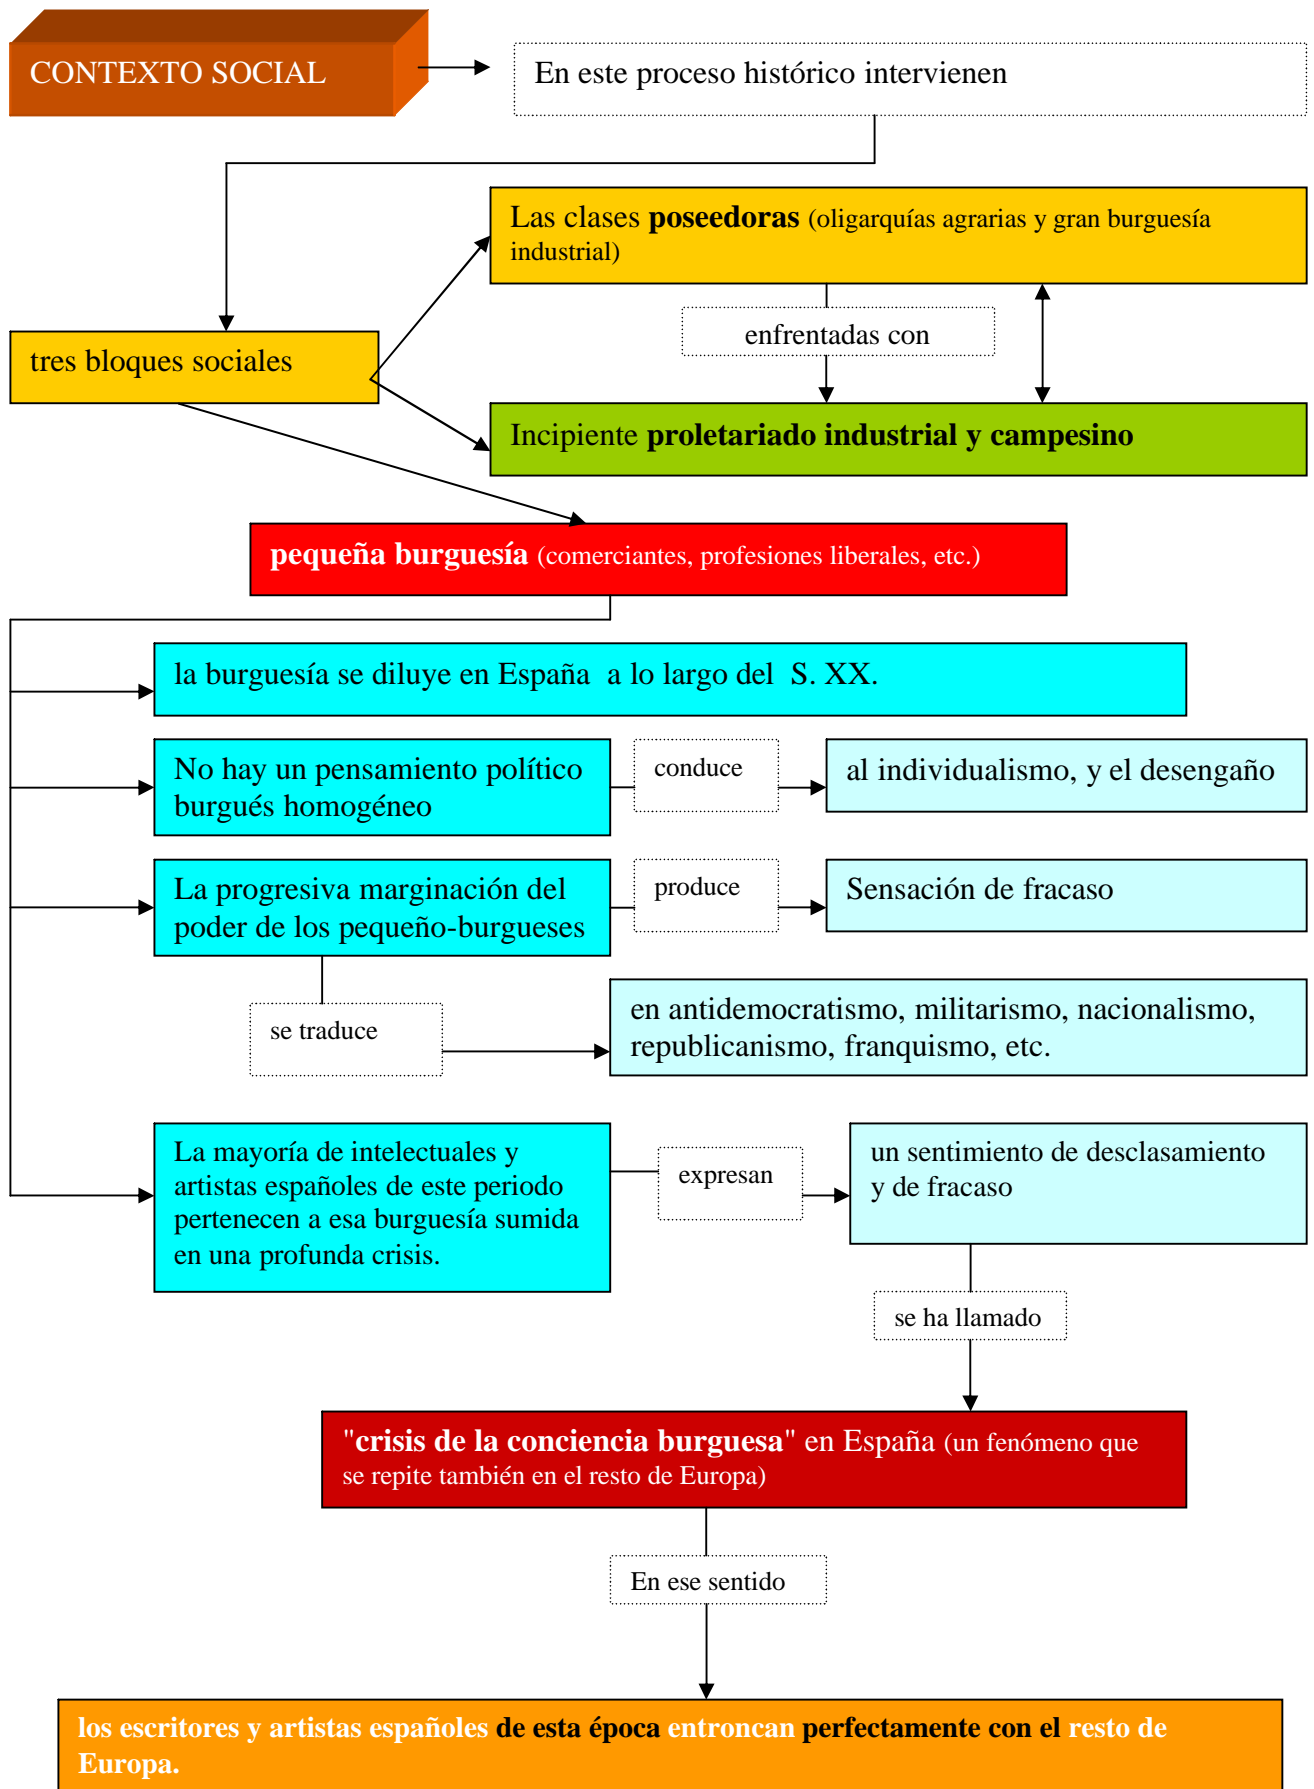 CONTEXTO SOCIAL
En este proceso histórico intervienen
Las clases poseedoras (oligarquías agrarias y gran burguesía
industrial)
enfrentadas con
tres bloques sociales
Incipiente proletariado industrial y campesino
pequeña burguesía (comerciantes, profesiones liberales, etc.)
la burguesía se diluye en España a lo largo del S. XX.
No hay un pensamiento político
burgués homogéneo
conduce
al individualismo, y el desengaño
La progresiva marginación del
poder de los pequeño-burgueses
produce
Sensación de fracaso
se traduce
en antidemocratismo, militarismo, nacionalismo,
republicanismo, franquismo, etc.
La mayoría de intelectuales y
artistas españoles de este periodo
pertenecen a esa burguesía sumida
en una profunda crisis.
expresan
un sentimiento de desclasamiento
y de fracaso
se ha llamado
"crisis de la conciencia burguesa" en España (un fenómeno que
se repite también en el resto de Europa)
En ese sentido
los escritores y artistas españoles de esta época entroncan perfectamente con el resto de
Europa.